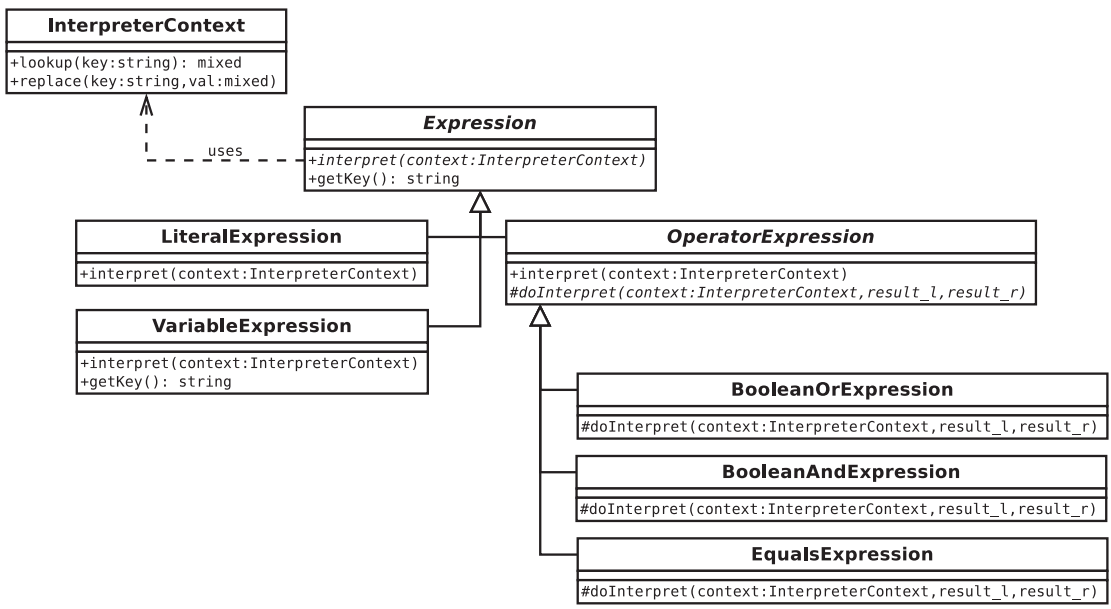 InterpreterContext
+lookup(key:string): mixed
+replace(key:string,val:mixed)
uses
Expression
+interpret(context:InterpreterContext)
+getKey(): string
LiteralExpression
+interpret(context:InterpreterContext)
OperatorExpression
+interpret(context:InterpreterContext)
#doInterpret(context:InterpreterContext,result_l,result_r)
VariableExpression
+interpret(context:InterpreterContext)
+getKey(): string
BooleanOrExpression
#doInterpret(context:InterpreterContext,result_l,result_r)
BooleanAndExpression
#doInterpret(context:InterpreterContext,result_l,result_r)
EqualsExpression
#doInterpret(context:InterpreterContext,result_l,result_r)